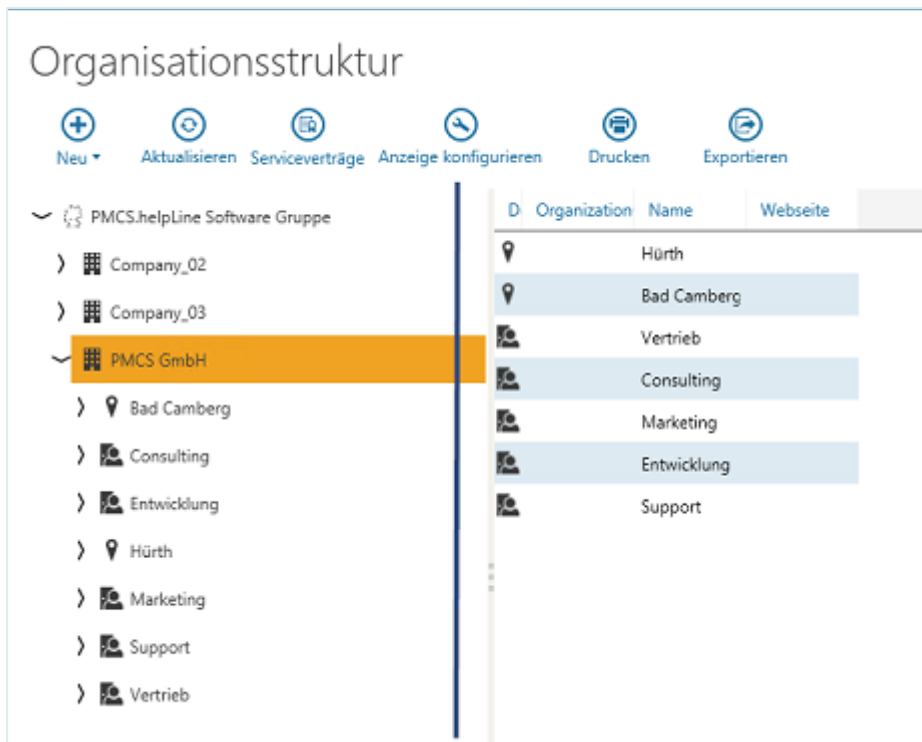 Organisationsstruktur
Neu Aktualisieren Serviceverträge Anzeige konfigurieren Drucken Exportieren
PMCS.helpLine Software Gruppe
Company_02
Company_03
PMCS GmbH
Bad Camberg
Consulting
Entwicklung
Hürth
Marketing
Support
Vertrieb
D Organization Name Webseite
Hürth
Bad Camberg
Vertrieb
Consulting
Marketing
Entwicklung
Support